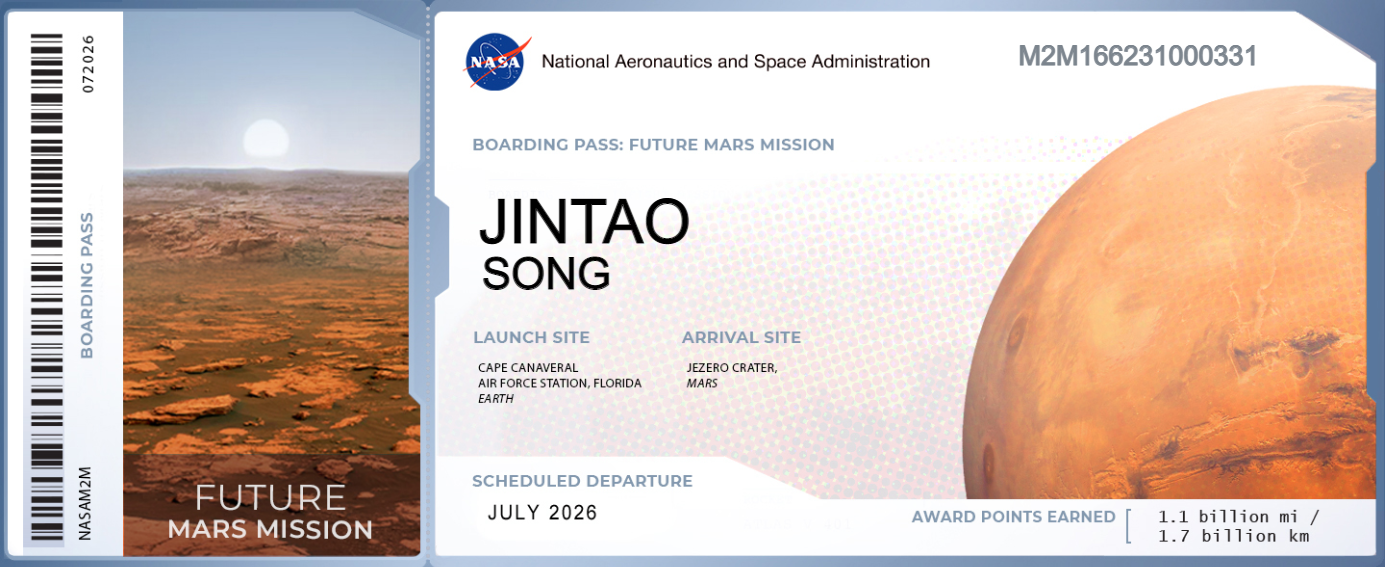 072026
BOARDING PASS
NASAM2M
FUTURE
MARS MISSION
NASA
National Aeronautics and Space Administration
M2M166231000331
BOARDING PASS: FUTURE MARS MISSION
JINTAO
SONG
LAUNCH SITE
CAPE CANAVERAL
AIR FORCE STATION, FLORIDA
EARTH
ARRIVAL SITE
JEZERO CRATER,
MARS
SCHEDULED DEPARTURE
JULY 2026
AWARD POINTS EARNED
1.1 billion mi /
1.7 billion km